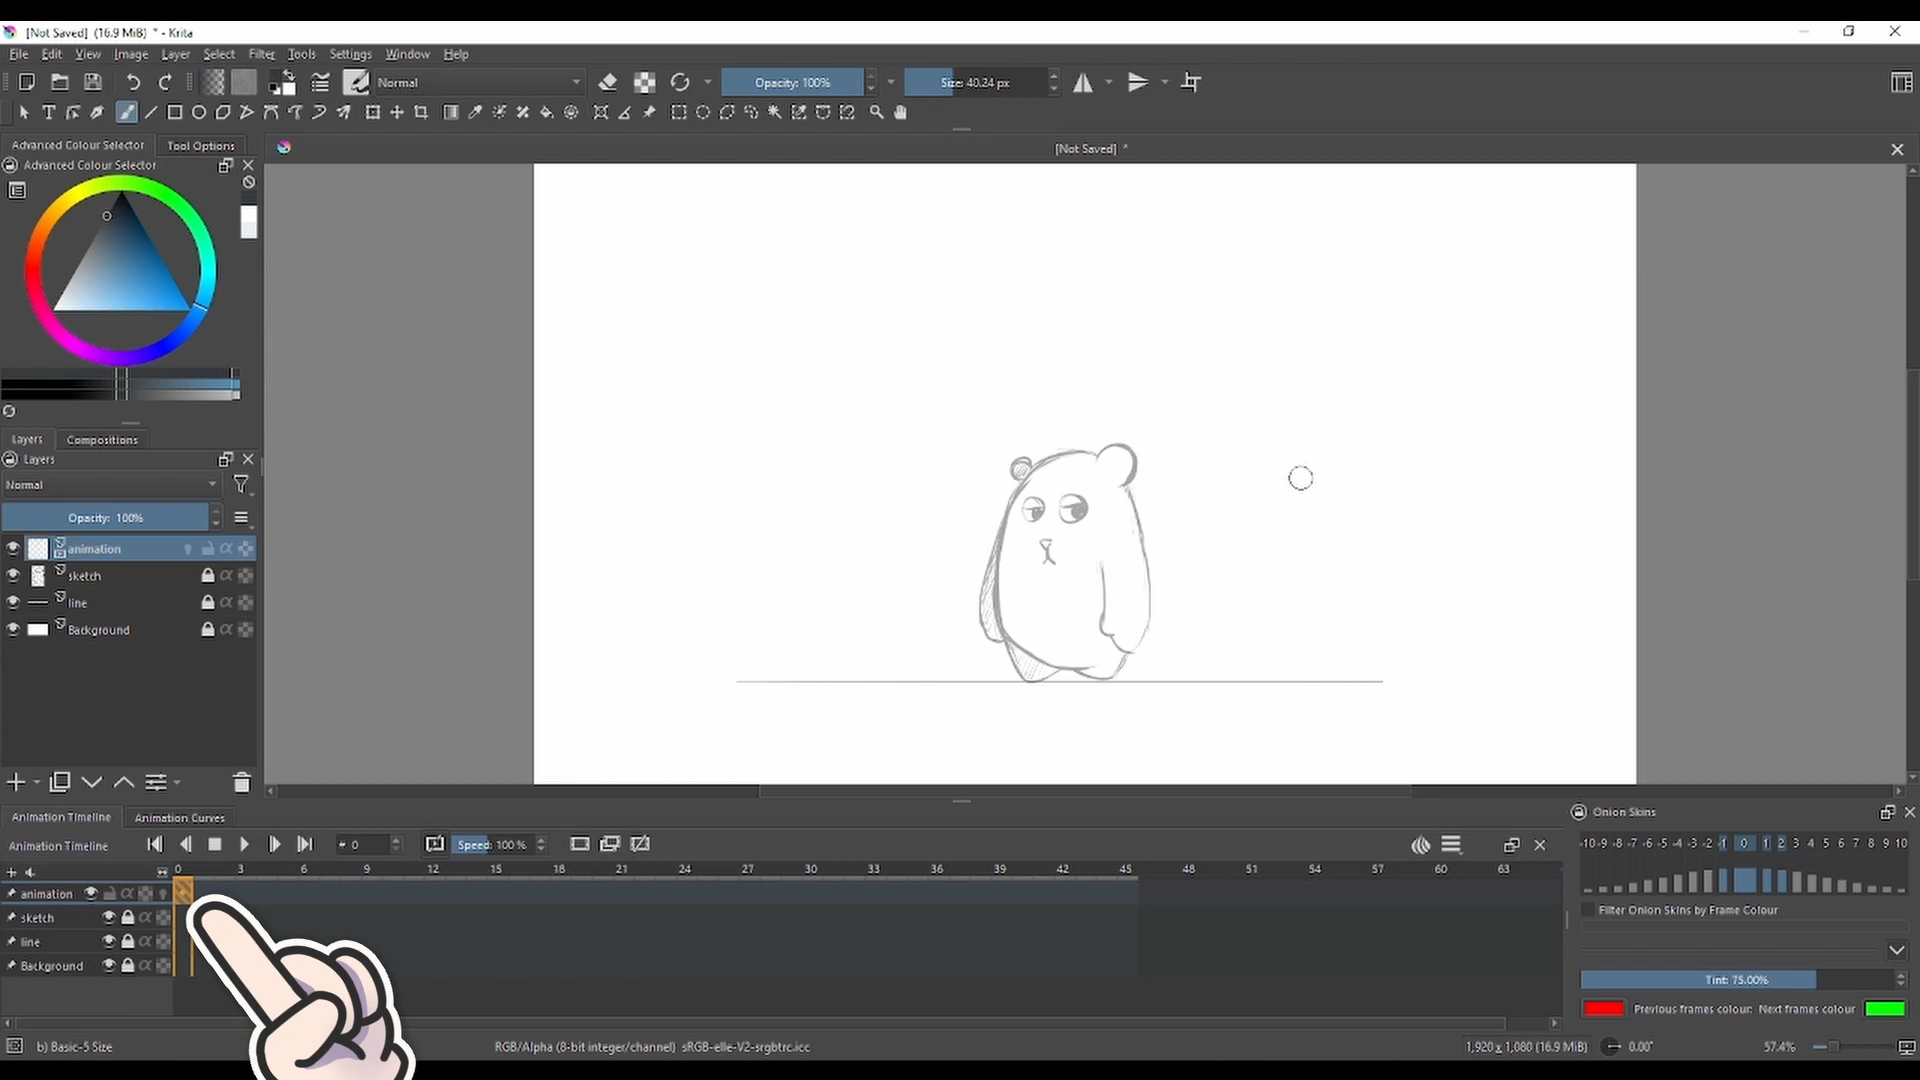 [Not Saved] (16.9 MiB) * - Krita
File Edit View Image Layer Select Filter Tools Settings Window Help
Normal
Opacity: 100%
Size: 40.24 px
Advanced Colour Selector
Tool Options
[Not Saved] *
Advanced Colour Selector
Layers
Compositions
Layers
Normal
Opacity: 100%
animation
sketch
line
Background
Animation Timeline
Animation Curves
Onion Skins
Animation Timeline
0
Speed: 100 %
-10 -9 -8 -7 -6 -5 -4 -3 -2 -1 0 1 2 3 4 5 6 7 8 9 10
0 3 6 9 12 15 18 21 24 27 30 33 36 39 42 45 48 51 54 57 60 63
animation
sketch
line
Background
Filter Onion Skins by Frame Colour
Tint: 75.00%
Previous frames colour: Next frames colour
b) Basic-5 Size
RGB/Alpha (8-bit integer/channel) sRGB-elle-V2-srgbtrc.icc
1,920 x 1,080 (16.9 MiB)
0.00°
57.4%